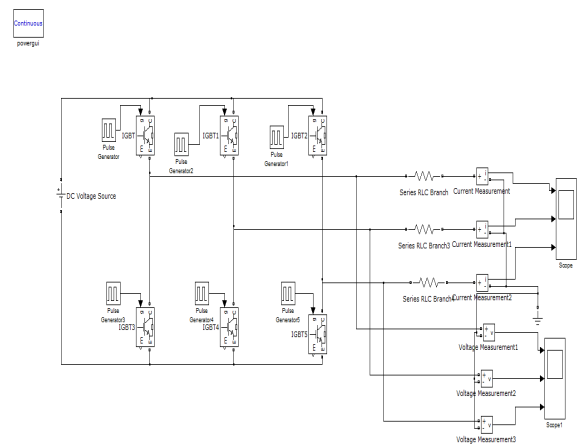 Continuous
powergui
IGBT
IGBT1
IGBT2
Pulse
Generator
Pulse
Generator2
Pulse
Generator1
DC Voltage Source
Series RLC Branch
Current Measurement
Series RLC Branch3
Current Measurement1
Scope
Series RLC Branch4
Current Measurement2
Pulse
Generator3
Pulse
Generator4
Pulse
Generator5
IGBT3
IGBT4
IGBT5
Voltage Measurement1
Voltage Measurement2
Scope1
Voltage Measurement3